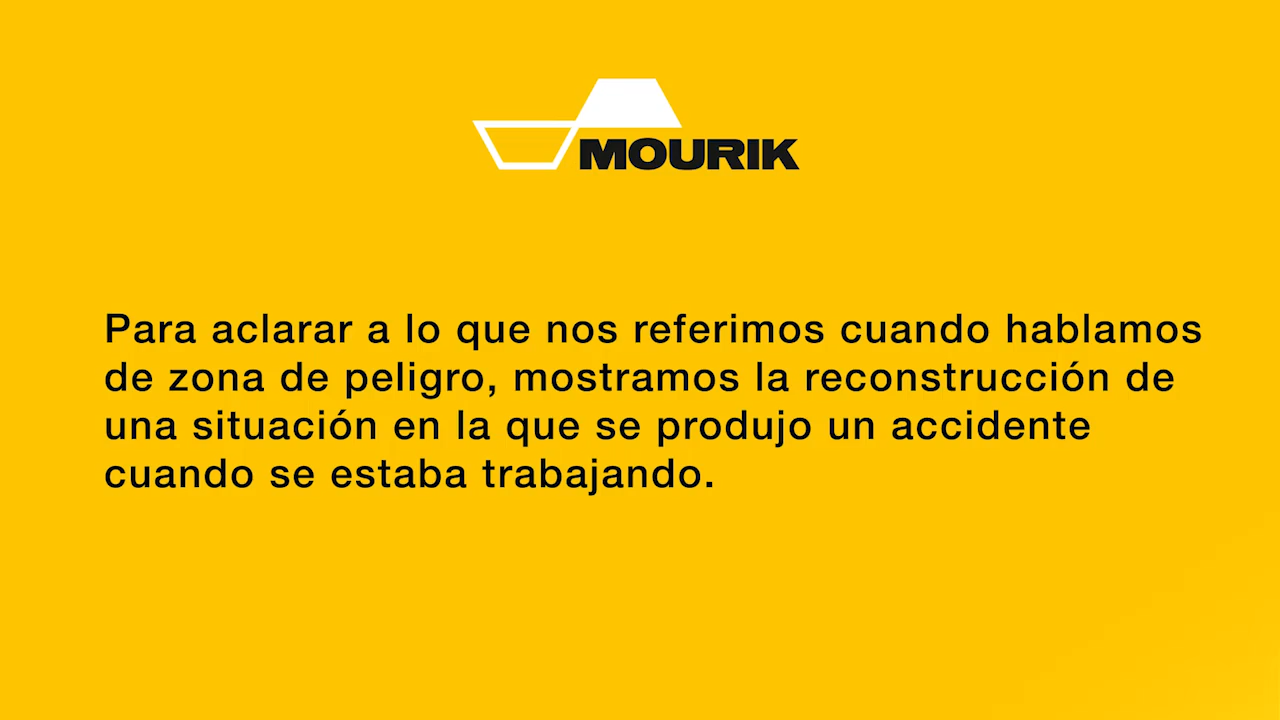 MOURIK
Para aclarar a lo que nos referimos cuando hablamos
de zona de peligro, mostramos la reconstrucción de
una situación en la que se produjo un accidente
cuando se estaba trabajando.